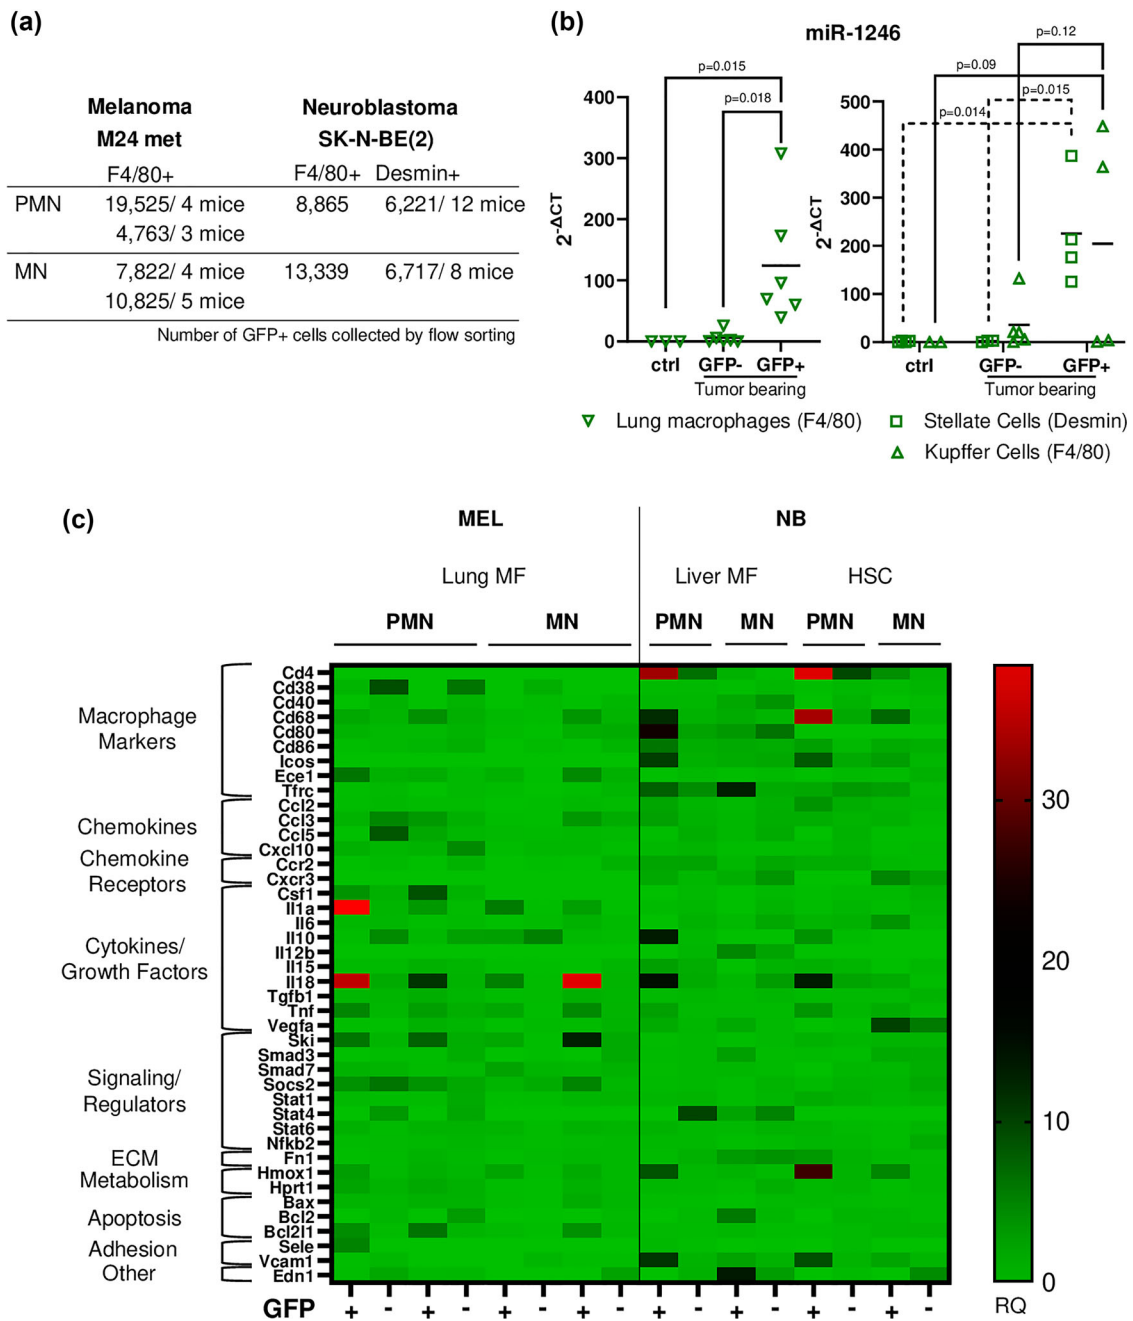 (a)
Melanoma Neuroblastoma
M24 met SK-N-BE(2)
F4/80+ F4/80+ Desmin+
PMN 19,525/ 4 mice 8,865 6,221/ 12 mice
4,763/ 3 mice
MN 7,822/ 4 mice 13,339 6,717/ 8 mice
10,825/ 5 mice
Number of GFP+ cells collected by flow sorting
(b)
miR-1246
p=0.015
p=0.018
400
300
200
100
0
2^-ΔCT
ctrl GFP- GFP+
Tumor bearing
p=0.12
p=0.09
p=0.015
p=0.014
500
400
300
200
100
0
2^-ΔCT
ctrl GFP- GFP+
Tumor bearing
Lung macrophages (F4/80)
Stellate Cells (Desmin)
Kupffer Cells (F4/80)
(c)
MEL NB
Lung MF Liver MF HSC
PMN MN PMN MN PMN MN
Macrophage
Markers
Chemokines
Chemokine
Receptors
Cytokines/
Growth Factors
Signaling/
Regulators
ECM
Metabolism
Apoptosis
Adhesion
Other
Cd4
Cd38
Cd40
Cd68
Cd80
Cd86
Icos
Ece1
Tfrc
Ccl2
Ccl3
Ccl5
Cxcl10
Ccr2
Cxcr3
Csf1
Il1a
Il6
Il10
Il12b
Il15
Il18
Tgfb1
Tnf
Vegfa
Ski
Smad3
Smad7
Socs2
Stat1
Stat4
Stat6
Nfkb2
Fn1
Hmox1
Hprt1
Bax
Bcl2
Bcl2l1
Sele
Vcam1
Edn1
GFP + - + - + - + - + - + - + - + -
30
20
10
0
RQ